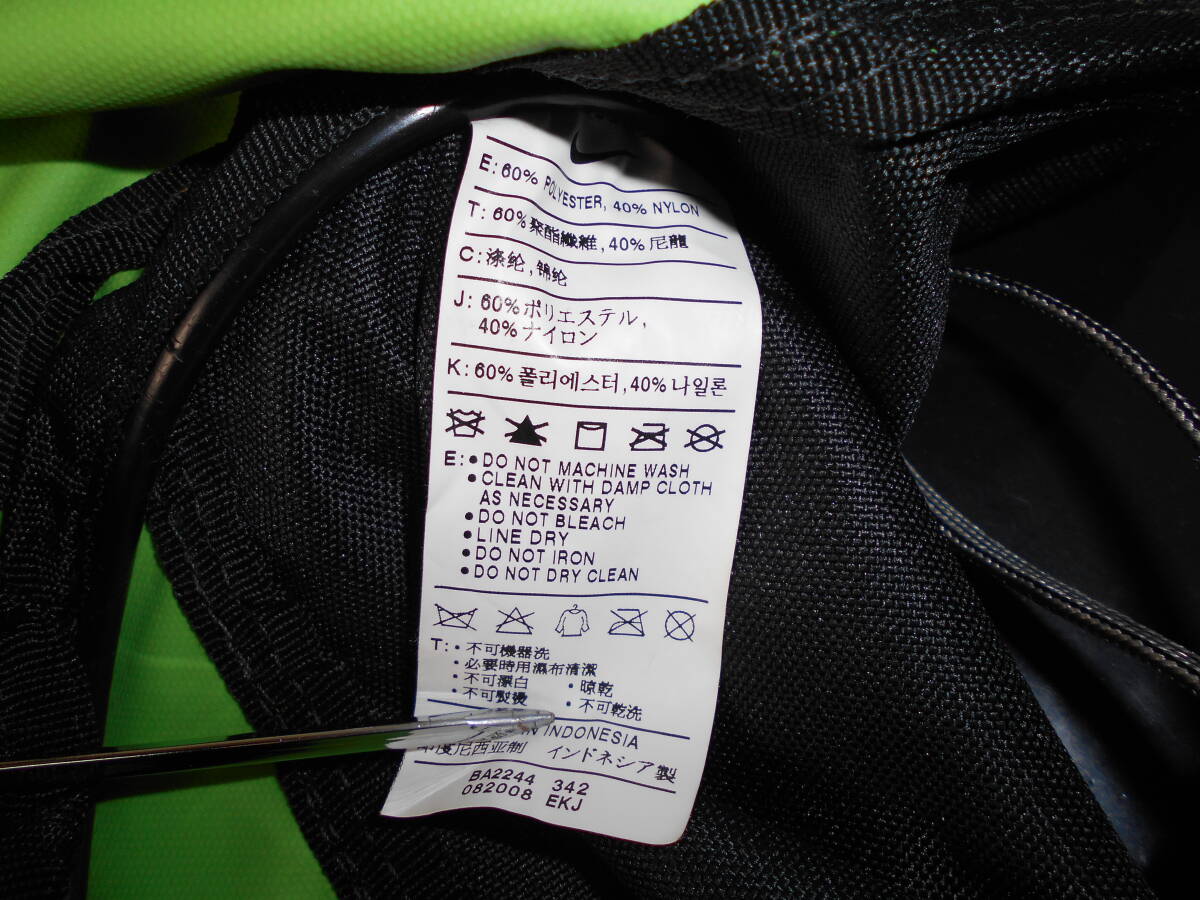 E: 60% POLYESTER, 40% NYLON
T: 60% 聚酯纖維, 40% 尼龍
C: 涤纶, 锦纶
J: 60% ポリエステル,
40% ナイロン
K: 60% 폴리에스터, 40% 나일론
E: • DO NOT MACHINE WASH
• CLEAN WITH DAMP CLOTH
AS NECESSARY
• DO NOT BLEACH
• LINE DRY
• DO NOT IRON
• DO NOT DRY CLEAN
T: • 不可機器洗
• 必要時用濕布清潔
• 不可漂白 • 晾乾
• 不可熨燙 • 不可乾洗
INDONESIA
印度尼西亚制 インドネシア製
BA2244 342
082008 EKJ